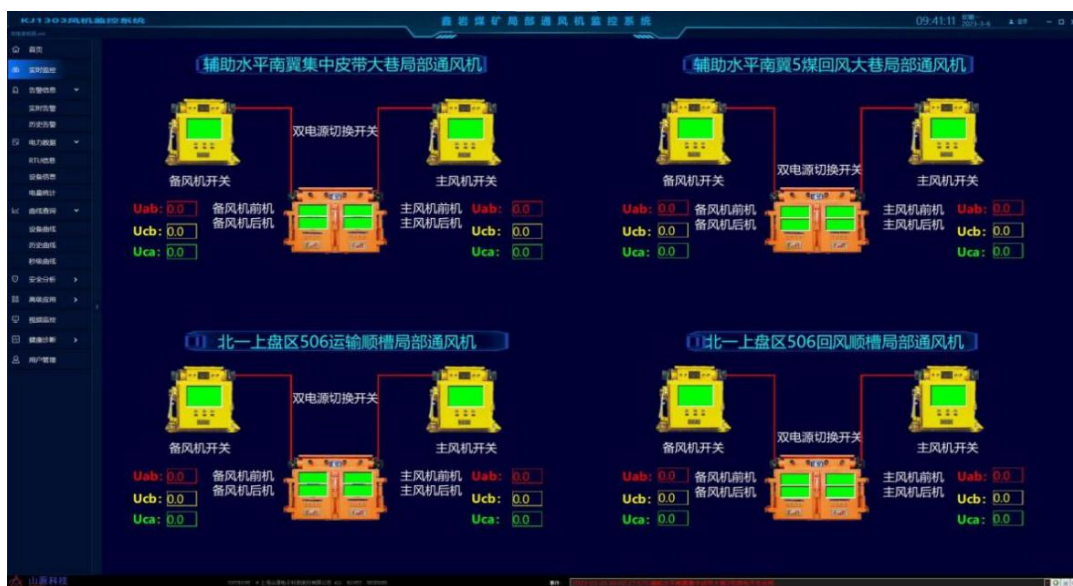 KJ1303风机监控系统
鑫岩煤矿局部通风机监控系统
09:41:11
2023-3-6
首页
实时监控
告警信息
实时告警
历史告警
电力数据
RTU信息
设备信息
电量统计
曲线查询
设备曲线
历史曲线
秒级曲线
安全分析
高级应用
视频监控
健康诊断
用户管理
山源科技
辅助水平南翼集中皮带大巷局部通风机
双电源切换开关
备风机开关
主风机开关
Uab: 0.0 备风机前机 主风机前机 Uab: 0.0
备风机后机 主风机后机
Ucb: 0.0 Ucb: 0.0
Uca: 0.0 Uca: 0.0
辅助水平南翼5煤回风大巷局部通风机
双电源切换开关
备风机开关
主风机开关
Uab: 0.0 备风机前机 主风机前机 Uab: 0.0
备风机后机 主风机后机
Ucb: 0.0 Ucb: 0.0
Uca: 0.0 Uca: 0.0
北一上盘区506运输顺槽局部通风机
双电源切换开关
备风机开关
主风机开关
Uab: 0.0 备风机前机 主风机前机 Uab: 0.0
备风机后机 主风机后机
Ucb: 0.0 Ucb: 0.0
Uca: 0.0 Uca: 0.0
北一上盘区506回风顺槽局部通风机
双电源切换开关
备风机开关
主风机开关
Uab: 0.0 备风机前机 主风机前机 Uab: 0.0
备风机后机 主风机后机
Ucb: 0.0 Ucb: 0.0
Uca: 0.0 Uca: 0.0